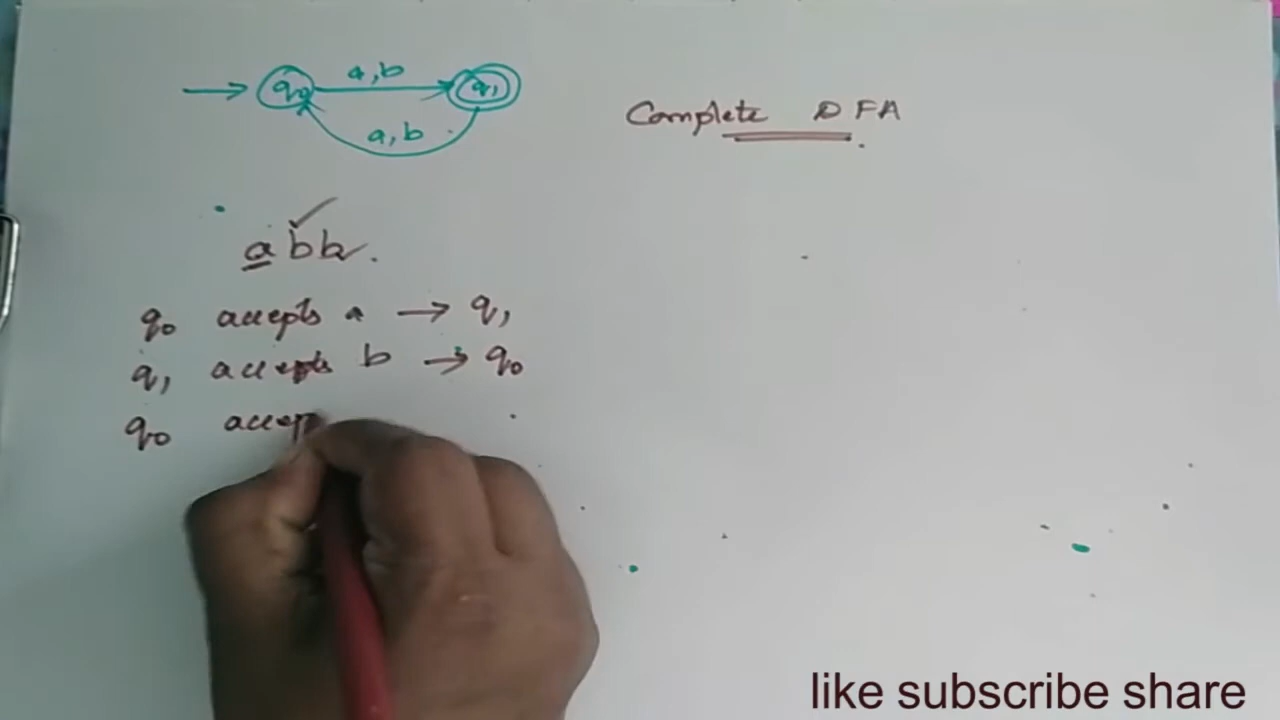 a,b
q₀ q₁
a,b
Complete DFA
abb.
q₀ accepts a → q₁
q₁ accepts b → q₀
q₀ accep
like subscribe share